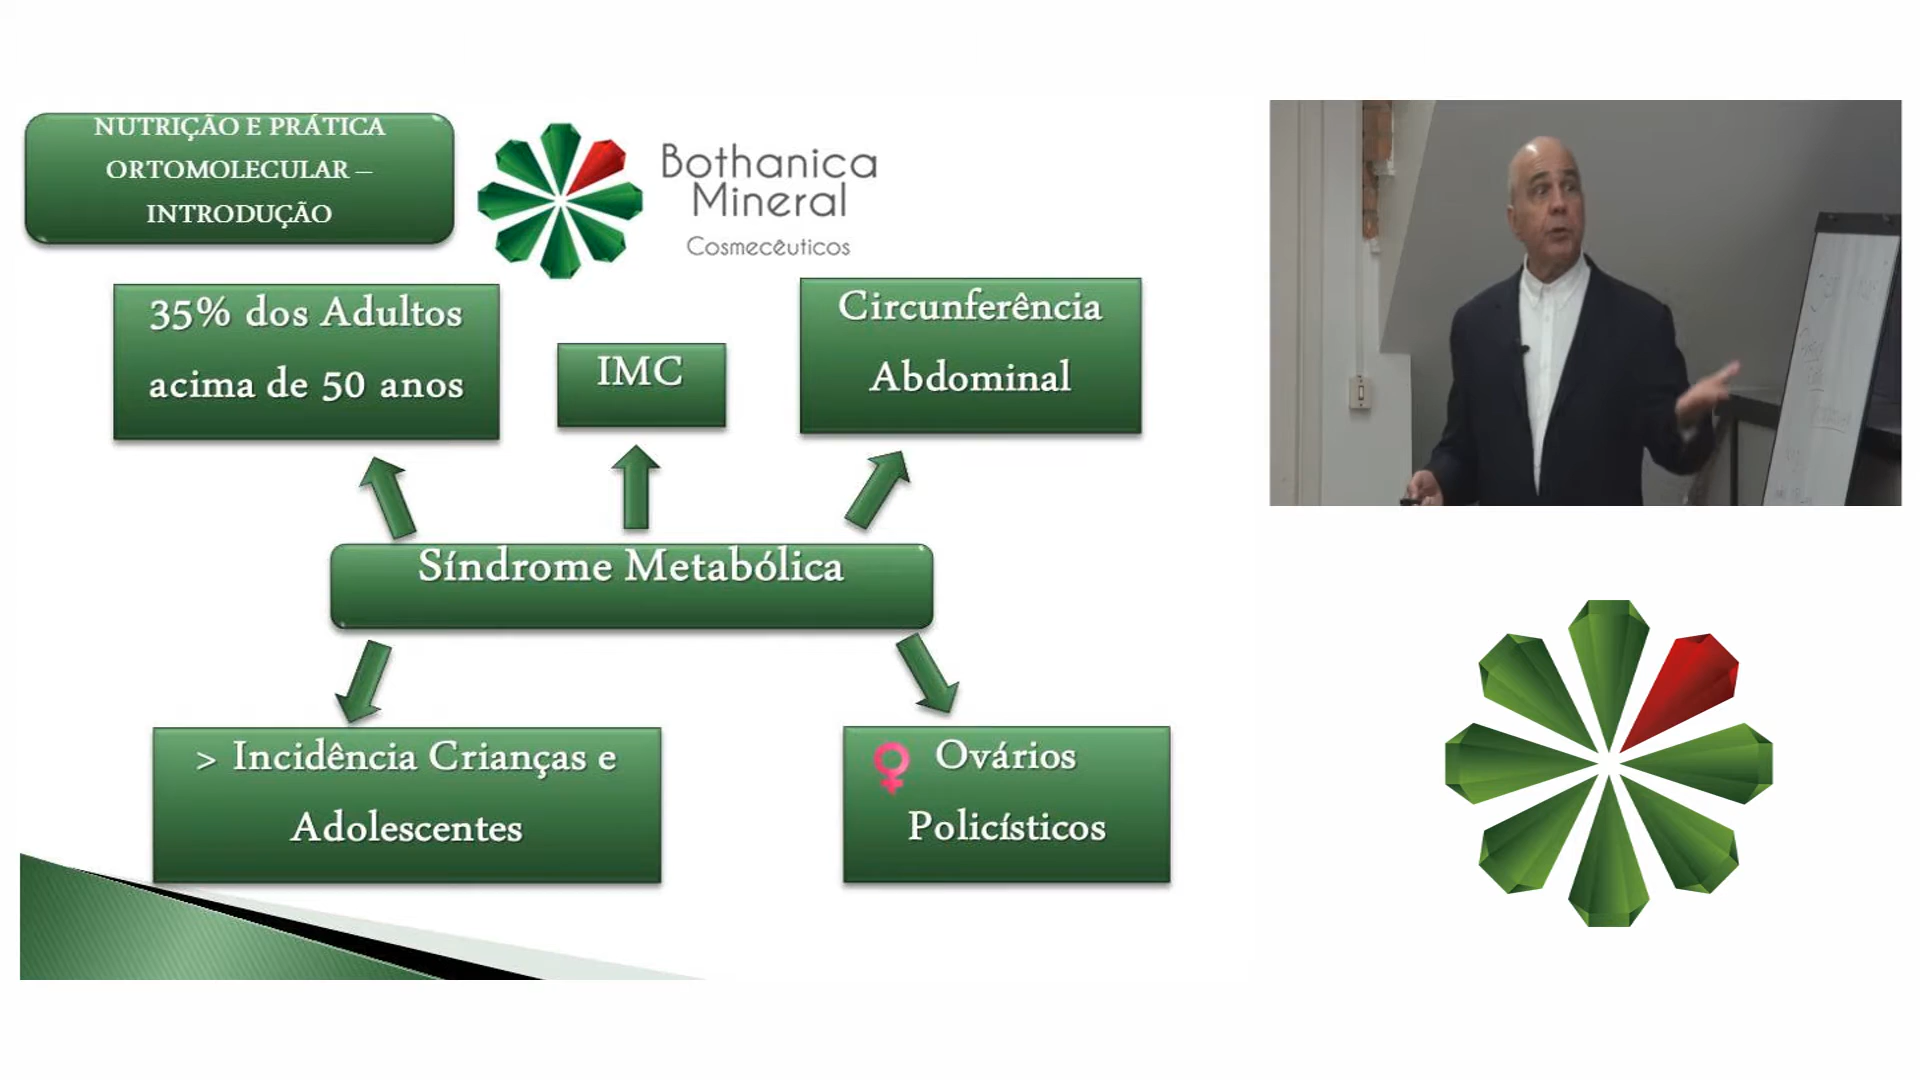 NUTRIÇÃO E PRÁTICA
ORTOMOLECULAR –
INTRODUÇÃO
Bothanica
Mineral
Cosmecêuticos
35% dos Adultos
acima de 50 anos
IMC
Circunferência
Abdominal
Síndrome Metabólica
> Incidência Crianças e
Adolescentes
Ovários
Policísticos